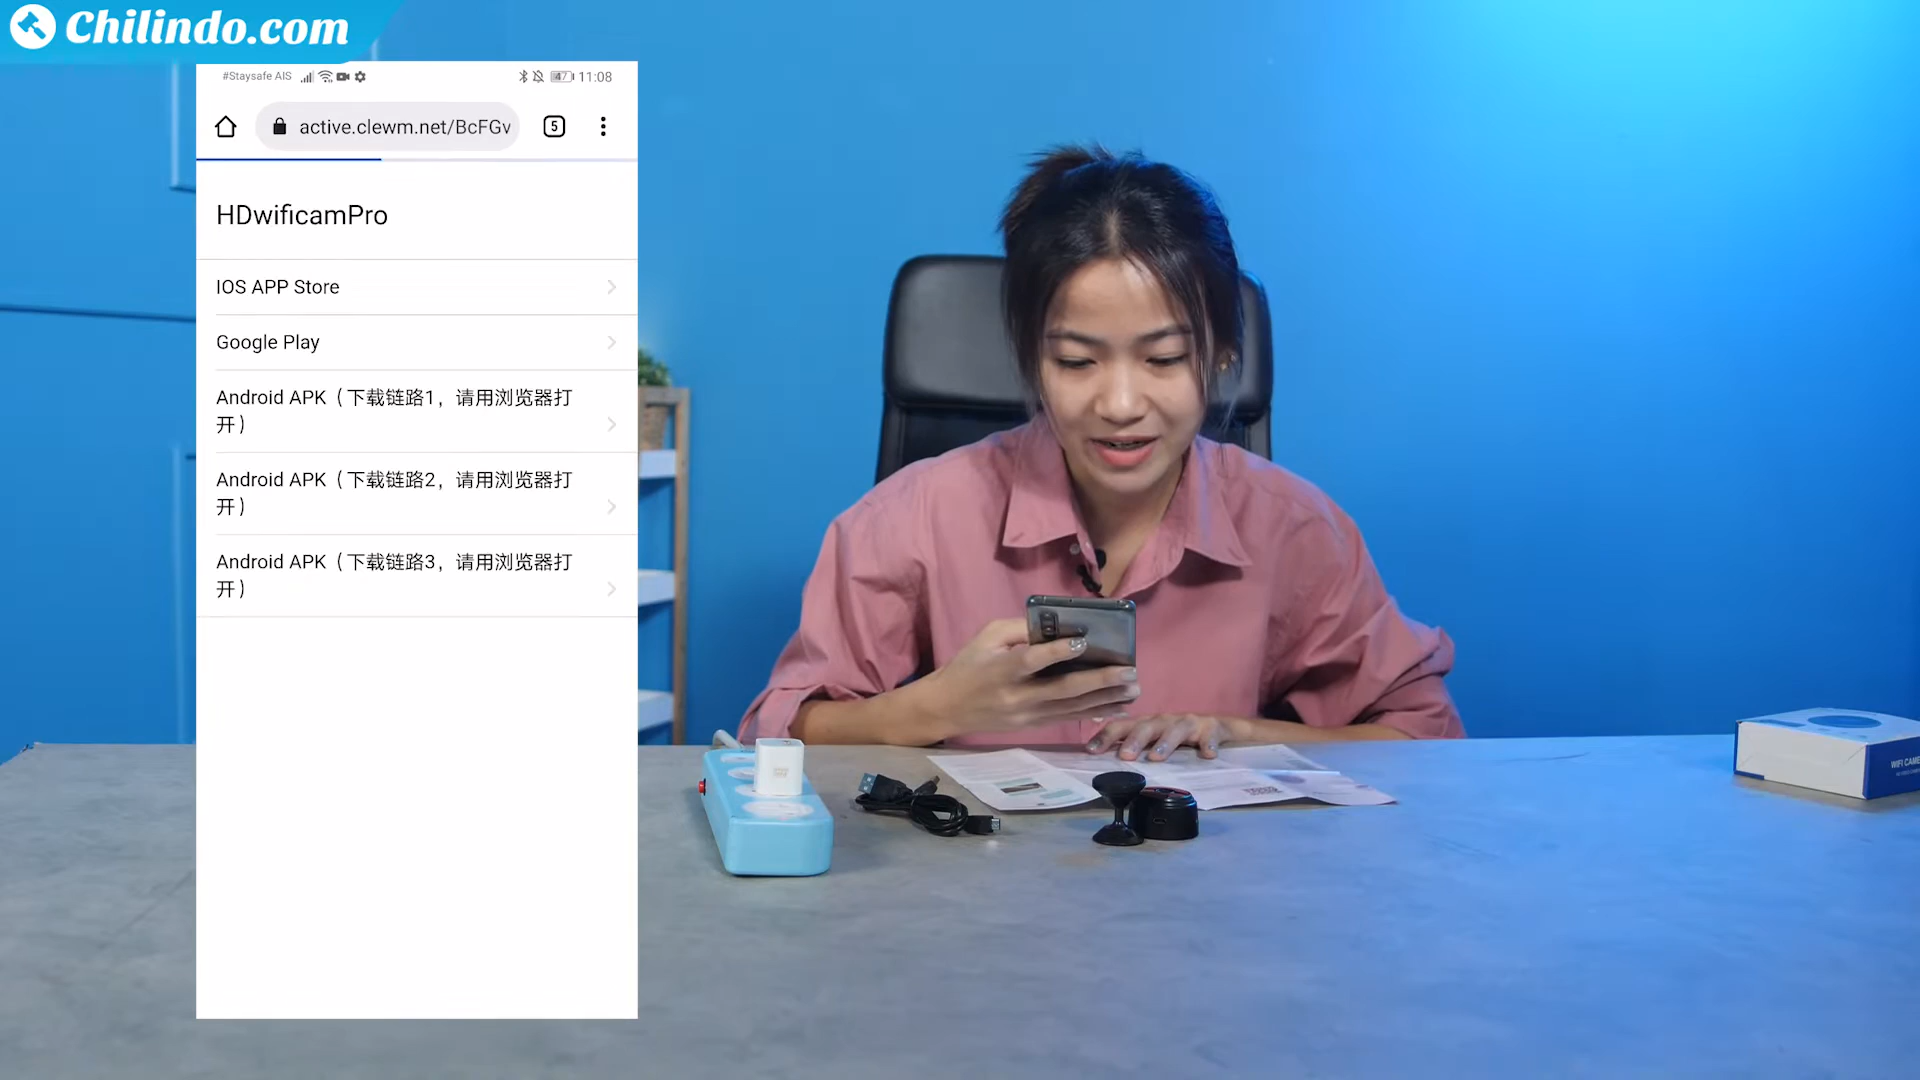 Chilindo.com
#Staysafe AIS
47
11:08
active.clewm.net/BcFGv
5
HDwificamPro
IOS APP Store
Google Play
Android APK（下载链路1，请用浏览器打
开）
Android APK（下载链路2，请用浏览器打
开）
Android APK（下载链路3，请用浏览器打
开）
WIFI CAME